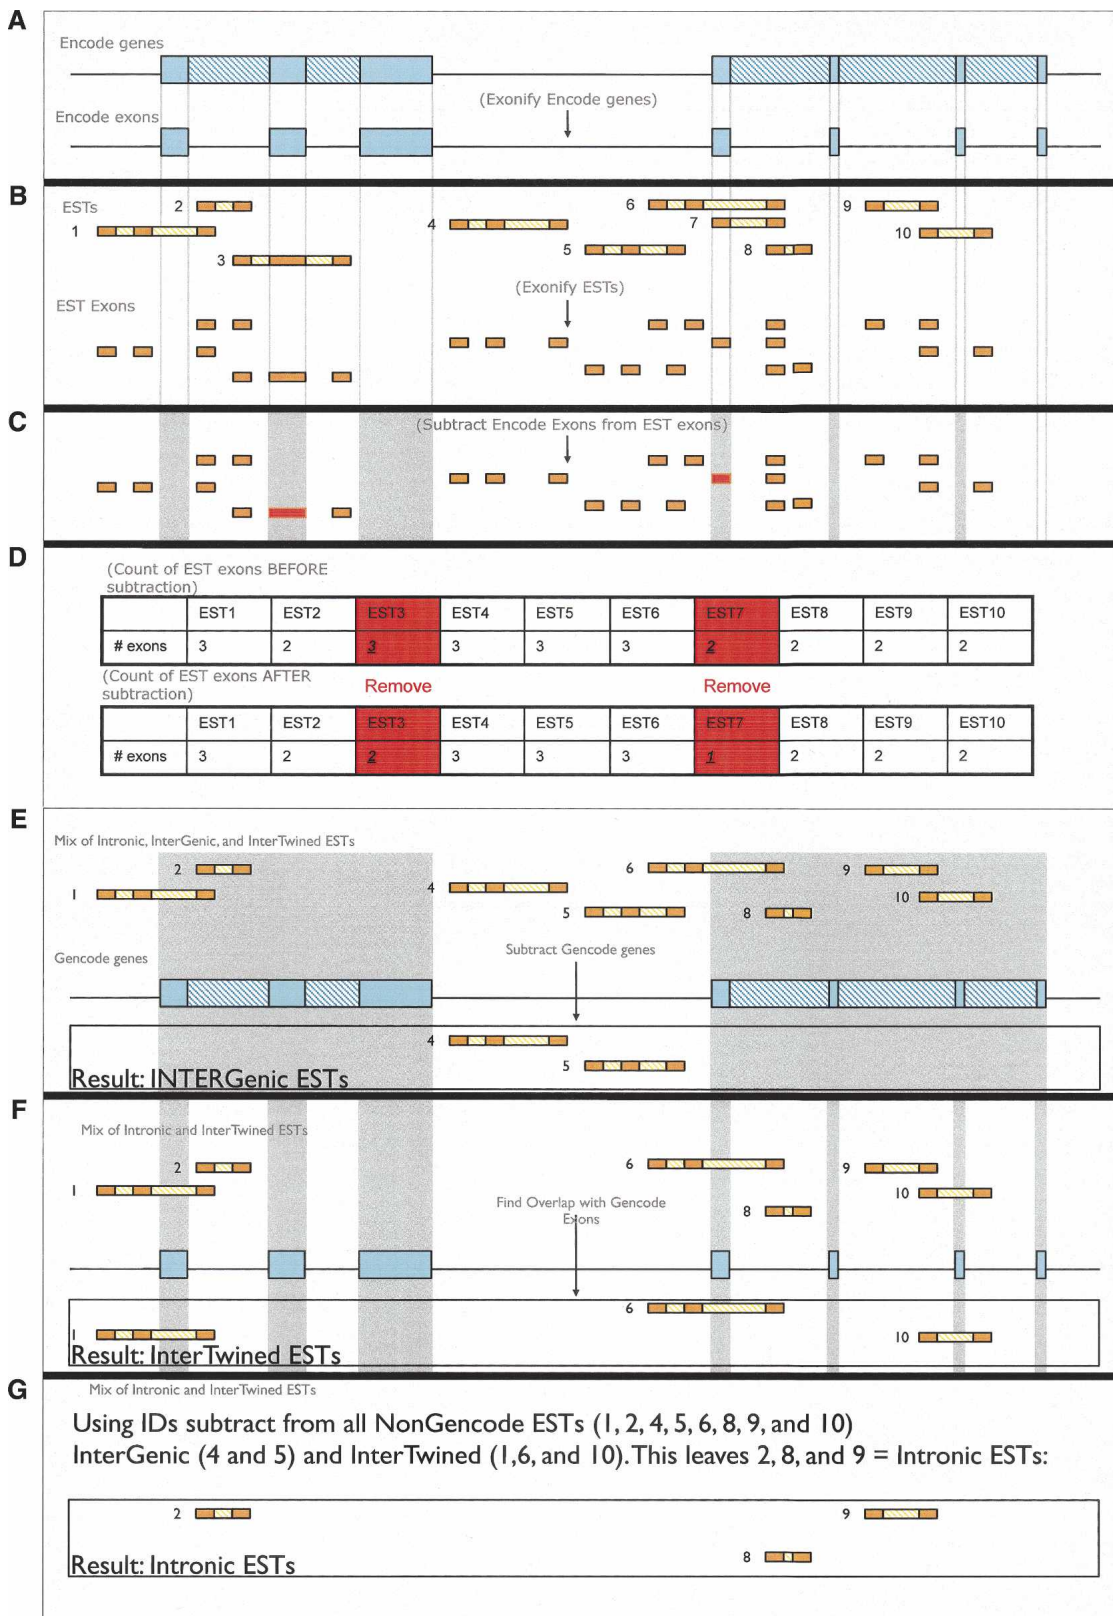 A
Encode genes
(Exonify Encode genes)
Encode exons
B
ESTs
1
2
3
4
5
6
7
8
9
10
(Exonify ESTs)
EST Exons
C
(Subtract Encode Exons from EST exons)
D
(Count of EST exons BEFORE
subtraction)
EST1 EST2 EST3 EST4 EST5 EST6 EST7 EST8 EST9 EST10
# exons 3 2 3 3 3 3 2 2 2 2
(Count of EST exons AFTER
subtraction)
Remove Remove
EST1 EST2 EST3 EST4 EST5 EST6 EST7 EST8 EST9 EST10
# exons 3 2 2 3 3 3 1 2 2 2
E
Mix of Intronic, InterGenic, and InterTwined ESTs
1
2
4
5
6
8
9
10
Gencode genes
Subtract Gencode genes
4
5
Result: INTERGenic ESTs
F
Mix of Intronic and InterTwined ESTs
1
2
6
8
9
10
Find Overlap with Gencode
Exons
1
6
10
Result: InterTwined ESTs
G
Mix of Intronic and InterTwined ESTs
Using IDs subtract from all NonGencode ESTs (1, 2, 4, 5, 6, 8, 9, and 10)
InterGenic (4 and 5) and InterTwined (1,6, and 10). This leaves 2, 8, and 9 = Intronic ESTs:
2
8
9
Result: Intronic ESTs